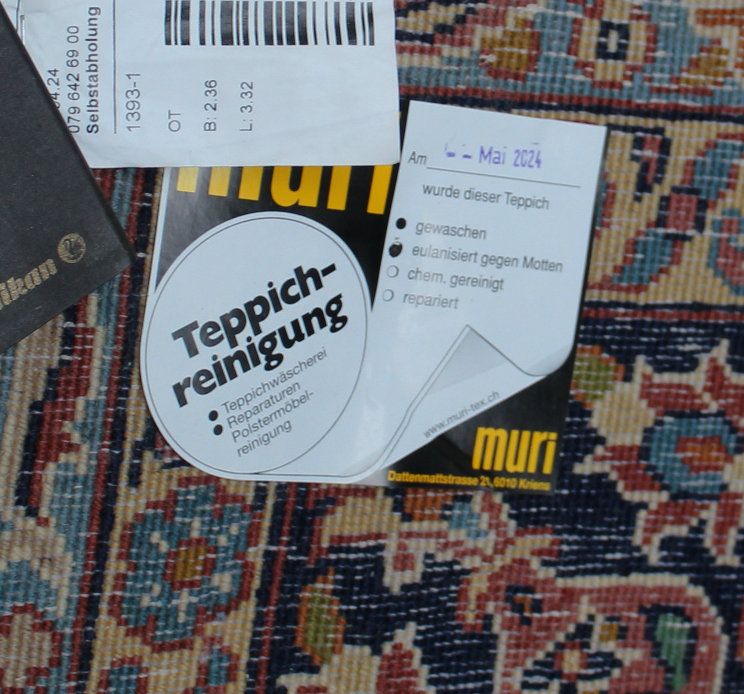 04.24
079 642 69 00
Selbstabholung
1393-1
OT
B: 2.36
L: 3.32
muri
Teppich-
reinigung
Teppichwäscherei
Reparaturen
Polstermöbel-
reinigung
Am - Mai 2024
wurde dieser Teppich
gewaschen
eulanisiert gegen Motten
chem. gereinigt
repariert
www.muri-tex.ch
muri
Dattenmattstrasse 21, 6010 Kriens